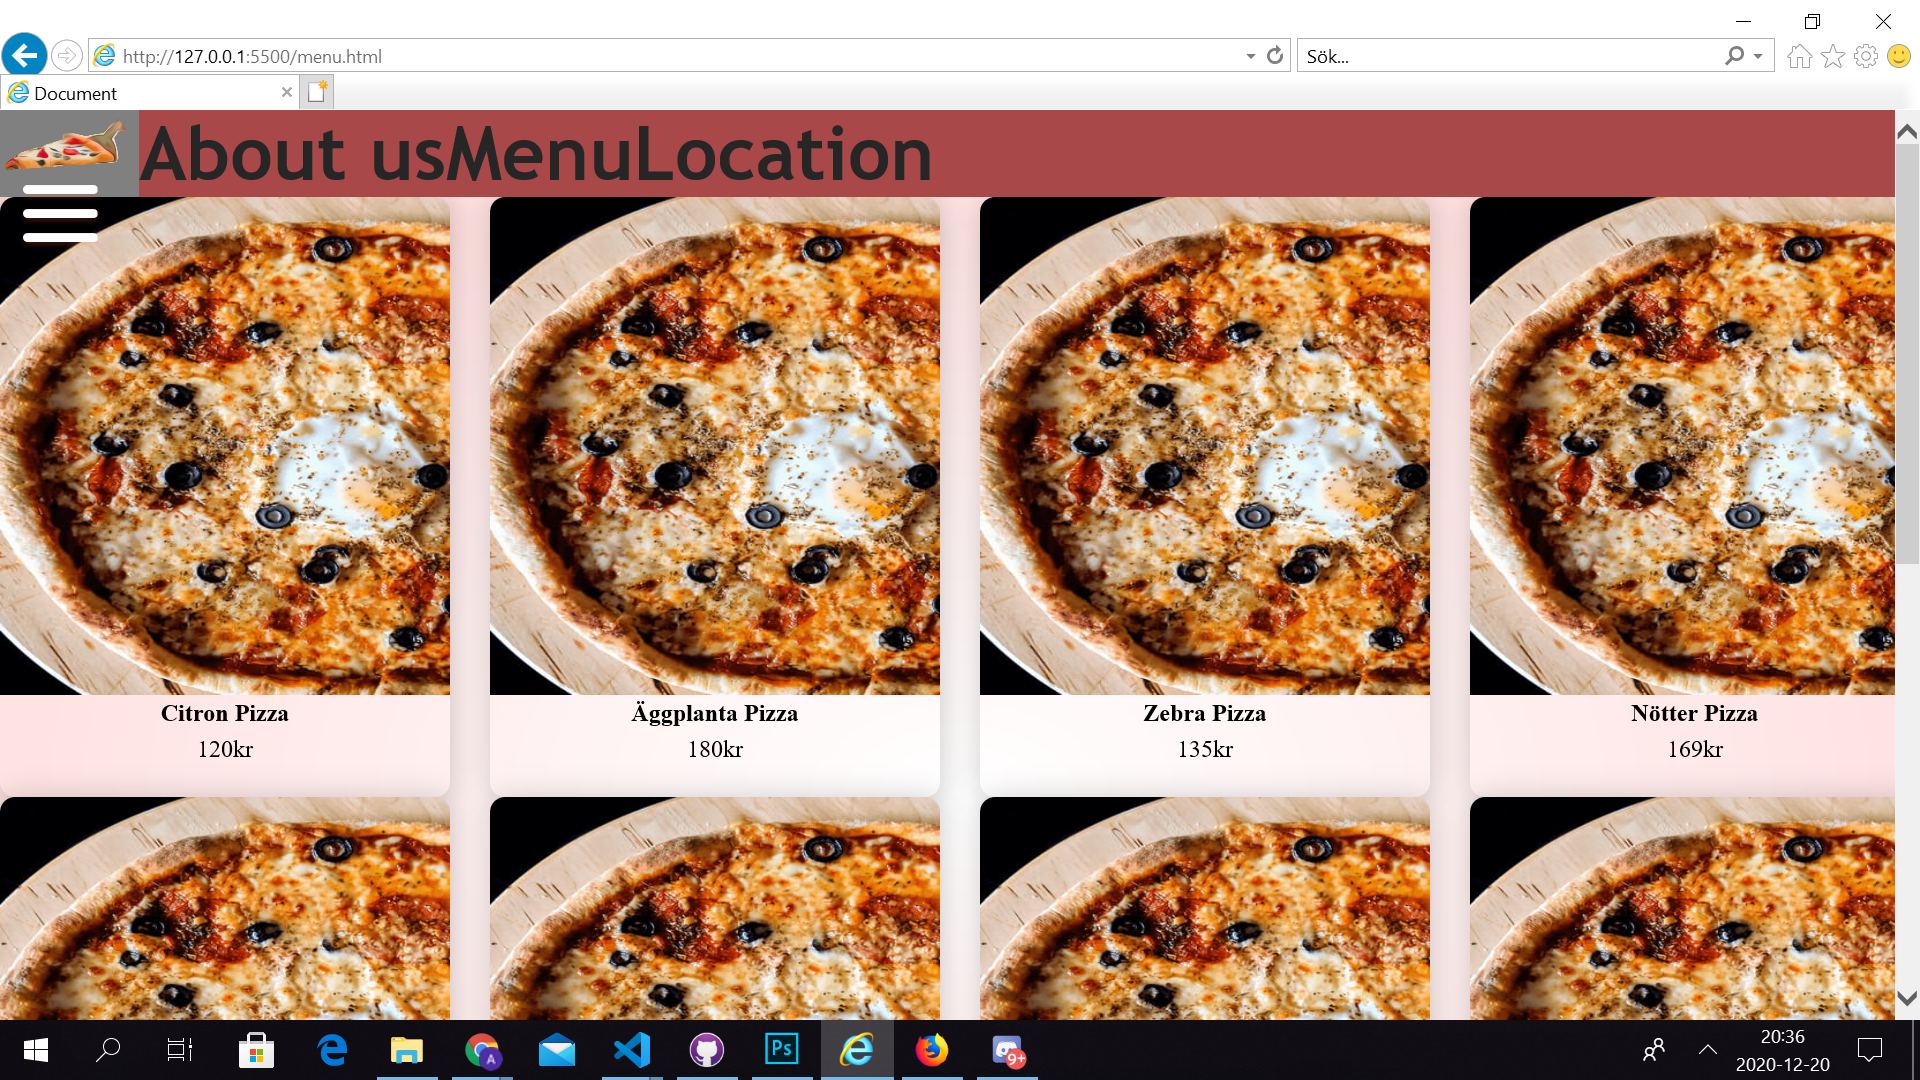 http://127.0.0.1:5500/menu.html
Sök...
Document
About usMenuLocation
Citron Pizza
120kr
Äggplanta Pizza
180kr
Zebra Pizza
135kr
Nötter Pizza
169kr
A
Ps
9+
20:36
2020-12-20